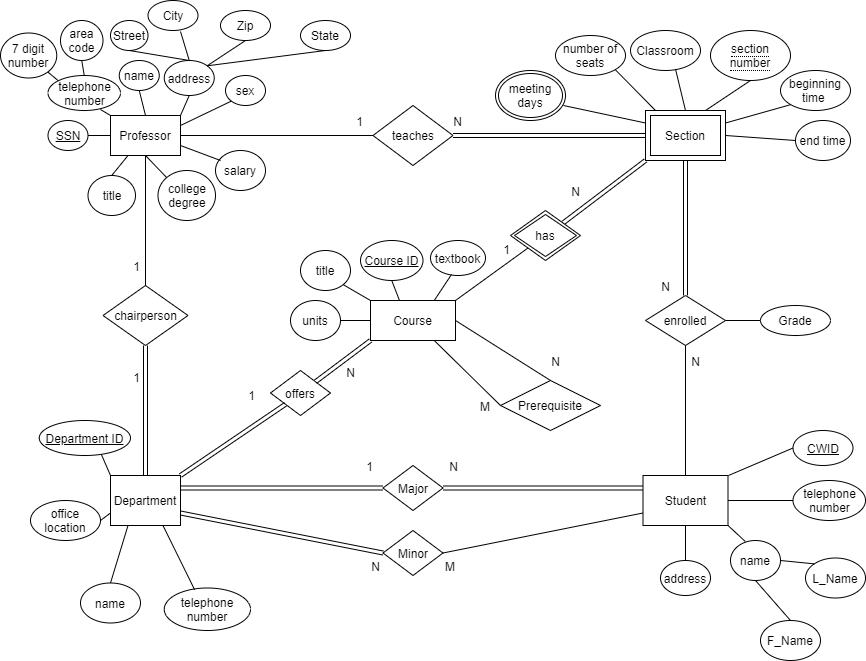 City
Street
Zip
State
7 digit
number
area
code
name
address
telephone
number
sex
SSN
Professor
salary
title
college
degree
1
teaches
N
number of
seats
Classroom
section
number
meeting
days
beginning
time
Section
end time
N
has
1
title
Course ID
textbook
units
Course
1
chairperson
1
N
enrolled
Grade
N
N
M
Prerequisite
N
offers
1
Department ID
office
location
Department
name
telephone
number
1
Major
N
N
Minor
M
Student
CWID
telephone
number
address
name
L_Name
F_Name